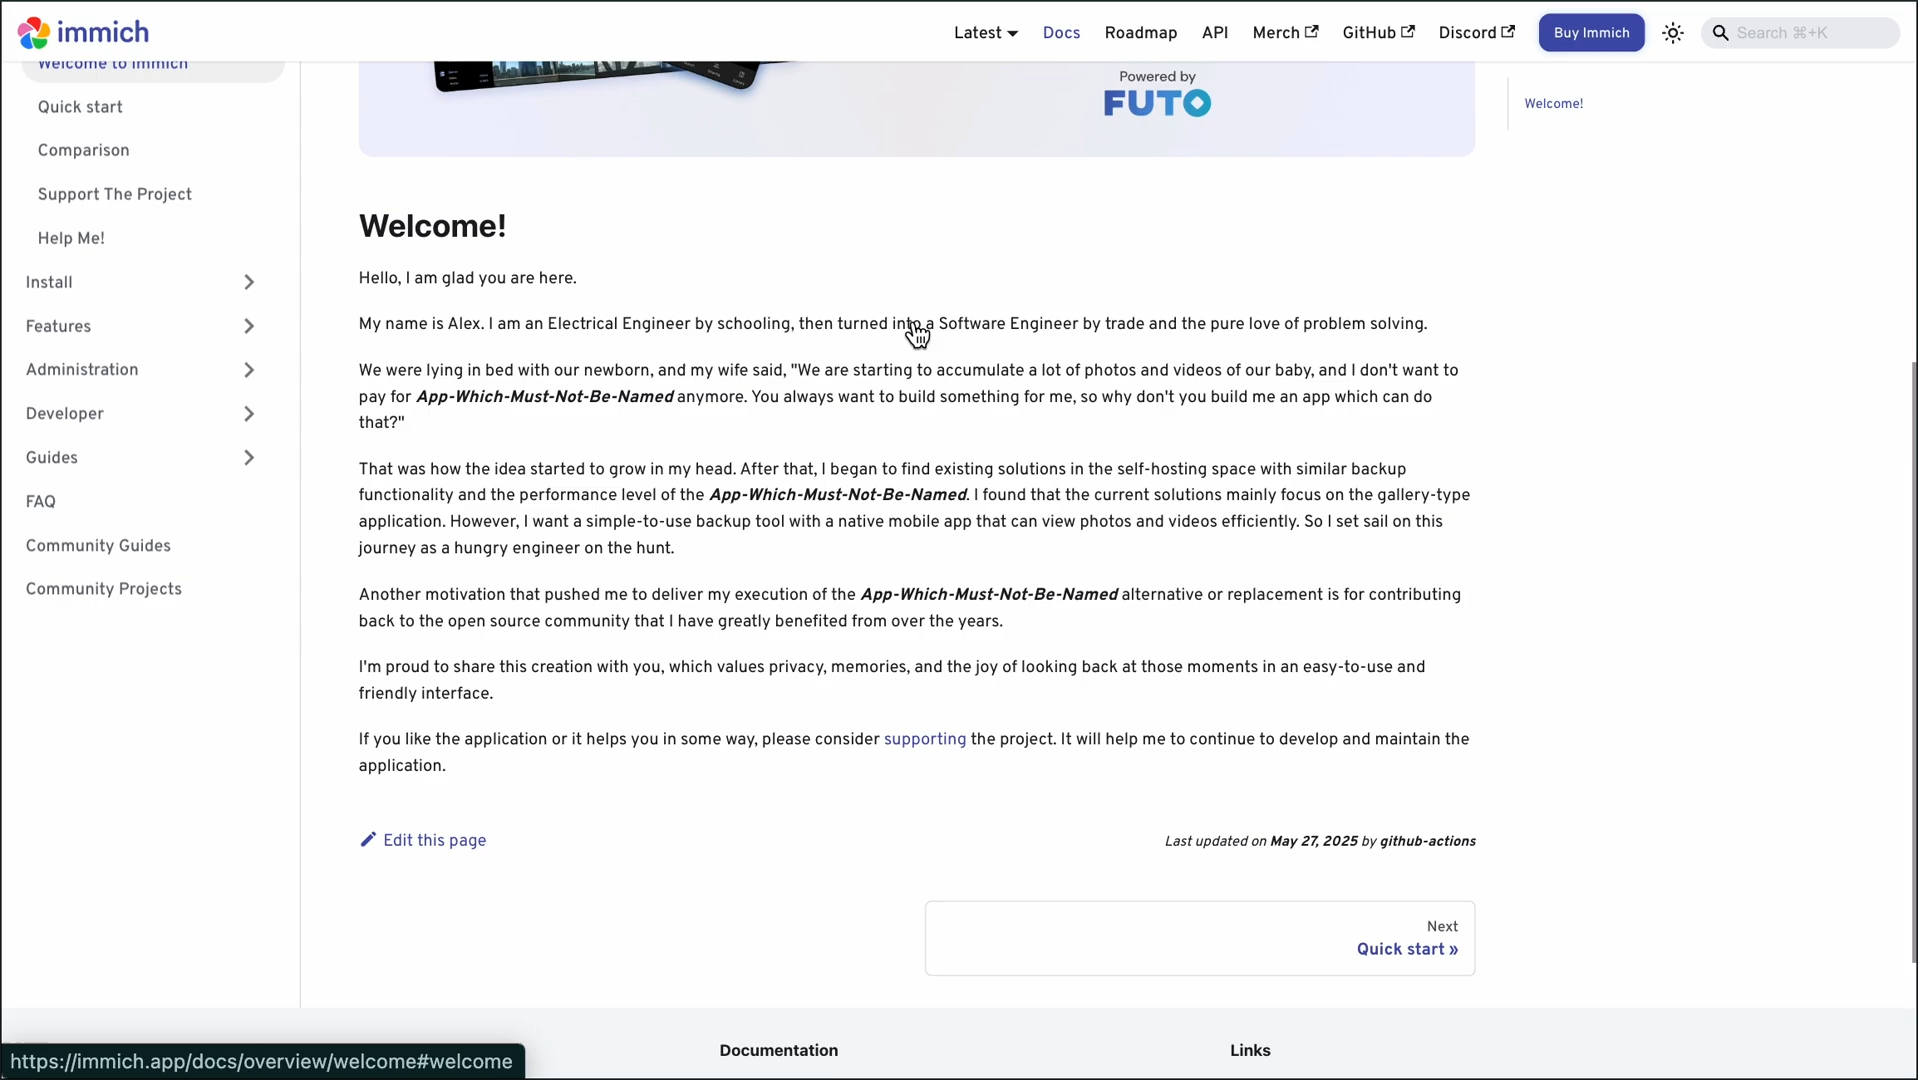 immich
Latest
Docs
Roadmap
API
Merch
GitHub
Discord
Buy Immich
Search ⌘+K
Welcome to Immich
Quick start
Comparison
Support The Project
Help Me!
Install
Features
Administration
Developer
Guides
FAQ
Community Guides
Community Projects
Powered by
FUTO
Welcome!
Hello, I am glad you are here.
My name is Alex. I am an Electrical Engineer by schooling, then turned into a Software Engineer by trade and the pure love of problem solving.
We were lying in bed with our newborn, and my wife said, "We are starting to accumulate a lot of photos and videos of our baby, and I don't want to
pay for App-Which-Must-Not-Be-Named anymore. You always want to build something for me, so why don't you build me an app which can do
that?"
That was how the idea started to grow in my head. After that, I began to find existing solutions in the self-hosting space with similar backup
functionality and the performance level of the App-Which-Must-Not-Be-Named. I found that the current solutions mainly focus on the gallery-type
application. However, I want a simple-to-use backup tool with a native mobile app that can view photos and videos efficiently. So I set sail on this
journey as a hungry engineer on the hunt.
Another motivation that pushed me to deliver my execution of the App-Which-Must-Not-Be-Named alternative or replacement is for contributing
back to the open source community that I have greatly benefited from over the years.
I'm proud to share this creation with you, which values privacy, memories, and the joy of looking back at those moments in an easy-to-use and
friendly interface.
If you like the application or it helps you in some way, please consider supporting the project. It will help me to continue to develop and maintain the
application.
Edit this page
Last updated on May 27, 2025 by github-actions
Next
Quick start »
Welcome!
Documentation
Links
https://immich.app/docs/overview/welcome#welcome